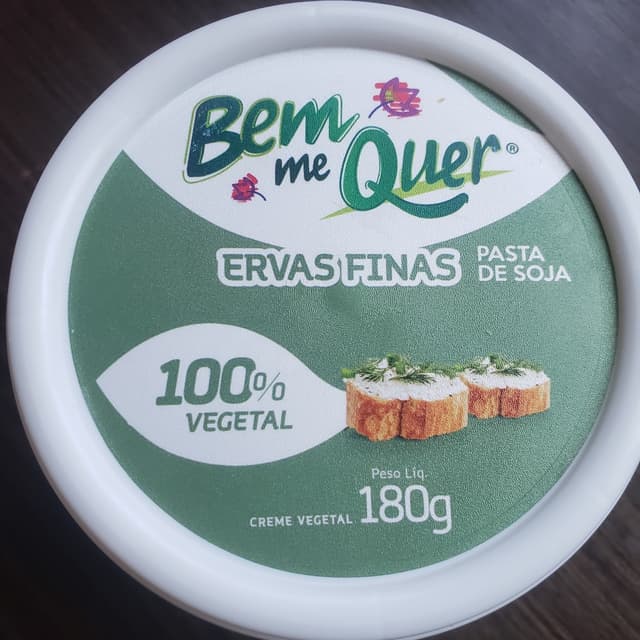 Bem
me Quer®
ERVAS FINAS
PASTA
DE SOJA
100%
VEGETAL
Peso Líq.
CREME VEGETAL 180g